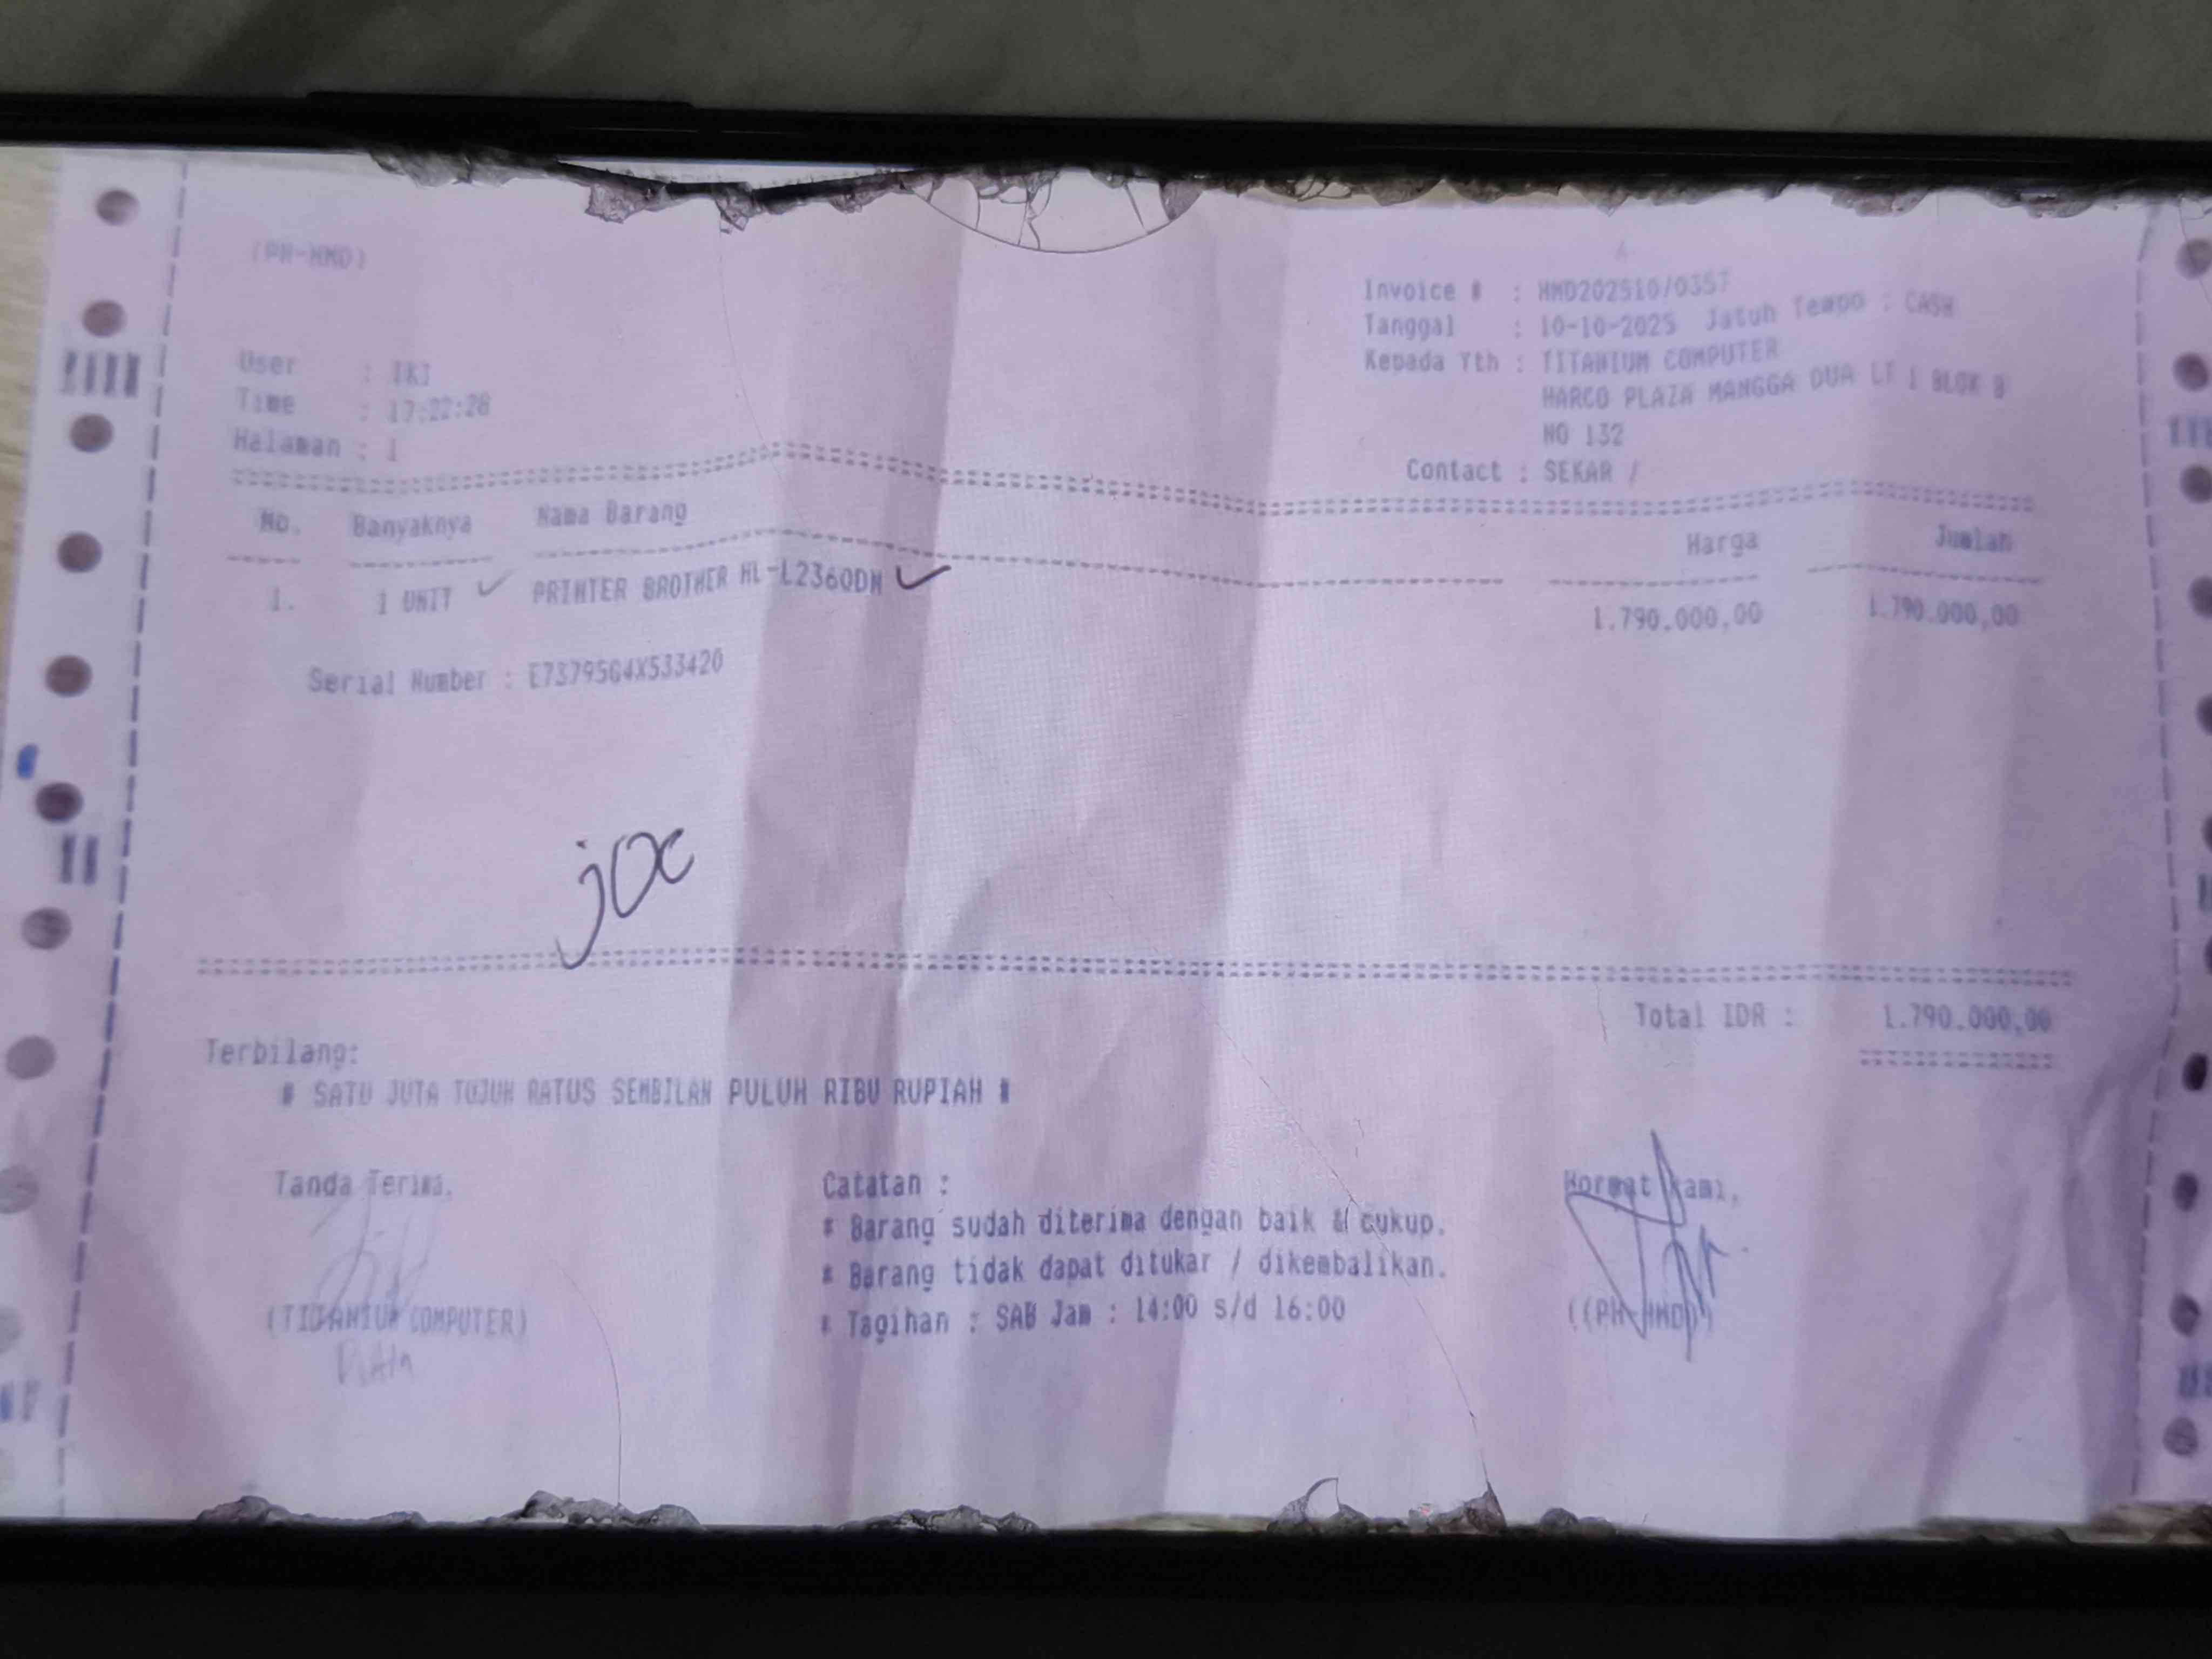 (PH-HMD)
Invoice # : HMD202510/0357
Tanggal : 10-10-2025 Jatuh Tempo : CASH
Kepada Yth : TITANIUM COMPUTER
HARCO PLAZA MANGGA DUA LT 1 BLOK B
NO 132
Contact : SEKAR /
User : IKI
Time : 17:22:28
Halaman : 1
No. Banyaknya Nama Barang Harga Jumlah
1. 1 UNIT PRINTER BROTHER HL-L2360DN 1.790.000,00 1.790.000,00
Serial Number : E73795G4X533420
joe
Total IDR : 1.790.000,00
Terbilang:
# SATU JUTA TUJUH RATUS SEMBILAN PULUH RIBU RUPIAH #
Tanda Terima,
(TITANIUM COMPUTER)
Catatan :
* Barang sudah diterima dengan baik & cukup.
* Barang tidak dapat ditukar / dikembalikan.
* Tagihan : SAB Jam : 14:00 s/d 16:00
Hormat kami,
((PH-HMD))